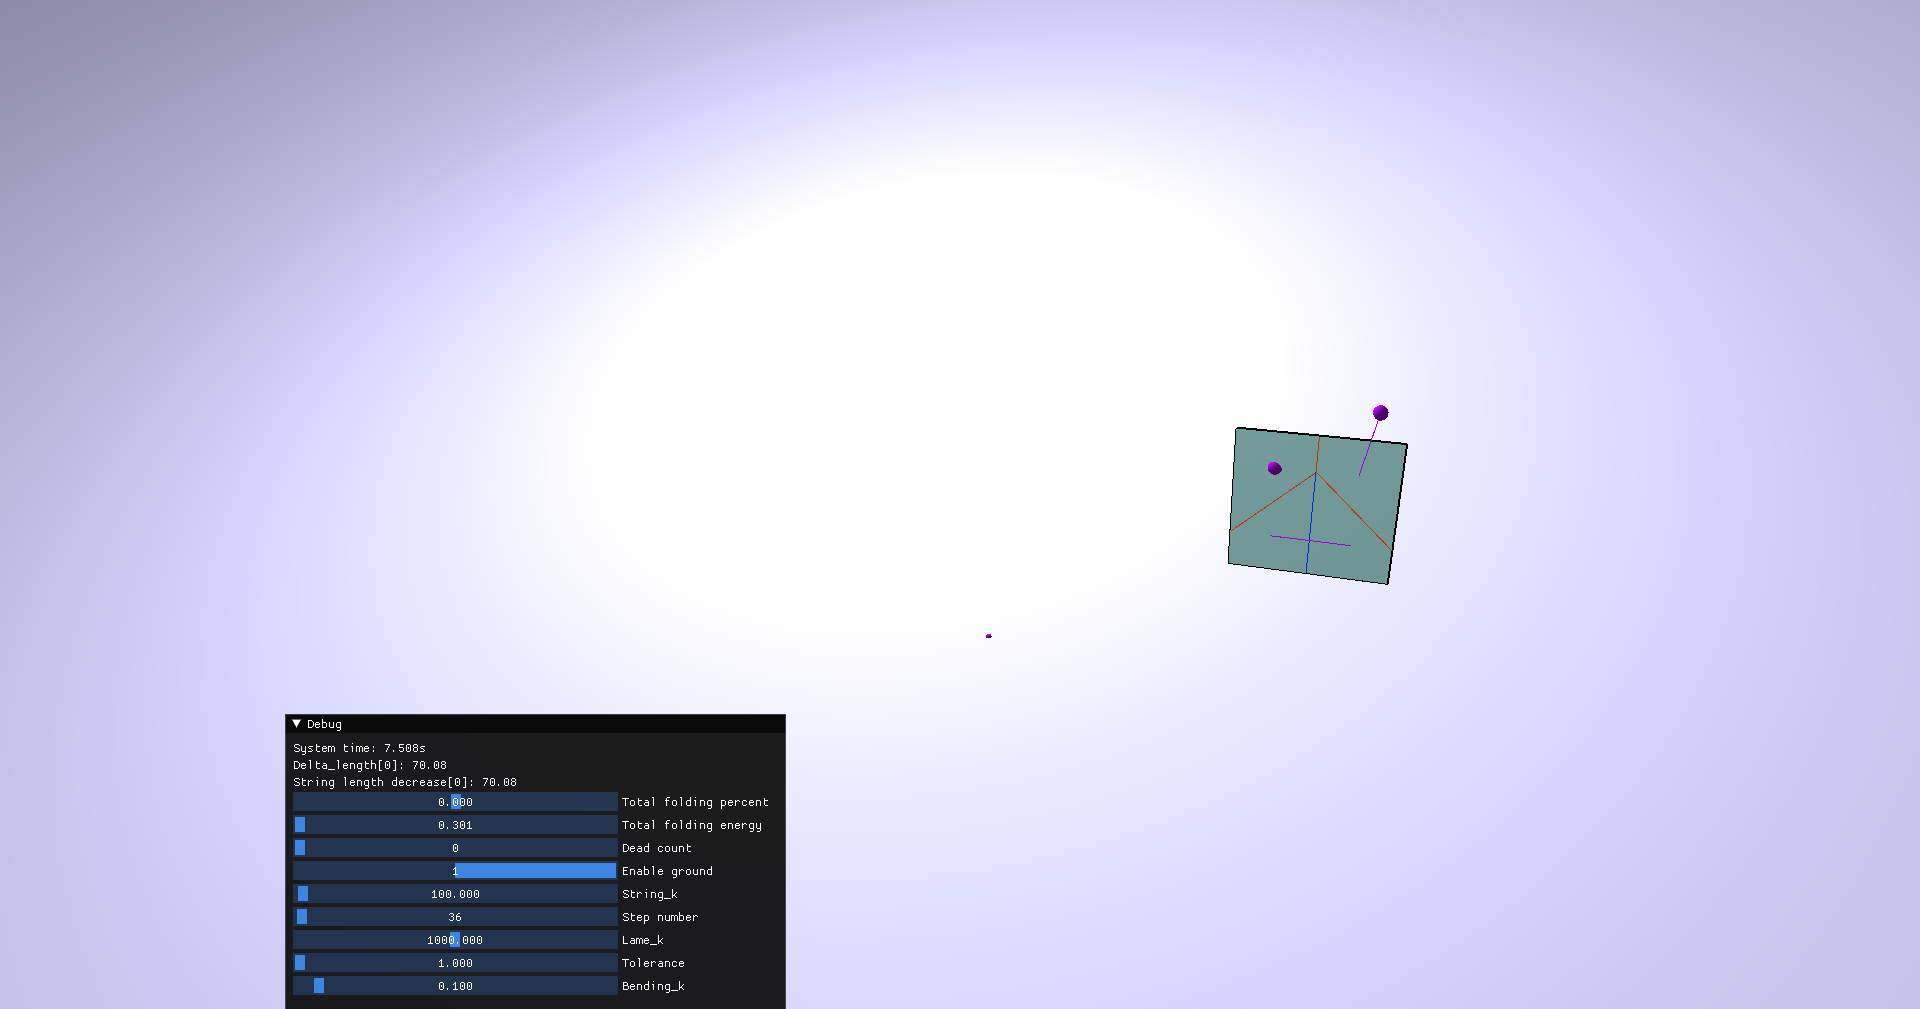 Debug
System time: 7.508s
Delta_length[0]: 70.08
String length decrease[0]: 70.08
0.000 Total folding percent
0.301 Total folding energy
0 Dead count
1 Enable ground
100.000 String_k
36 Step number
1000.000 Lame_k
1.000 Tolerance
0.100 Bending_k